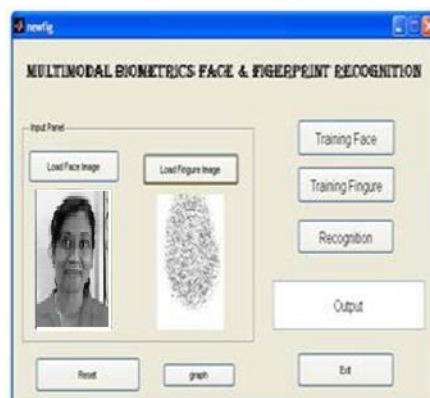 newfig
MULTIMODAL BIOMETRICS FACE & FIGERPRINT RECOGNITION
Input Panel
Load Face Image
Load Fingure Image
Training Face
Training Fingure
Recognition
Output
Reset
graph
Exit